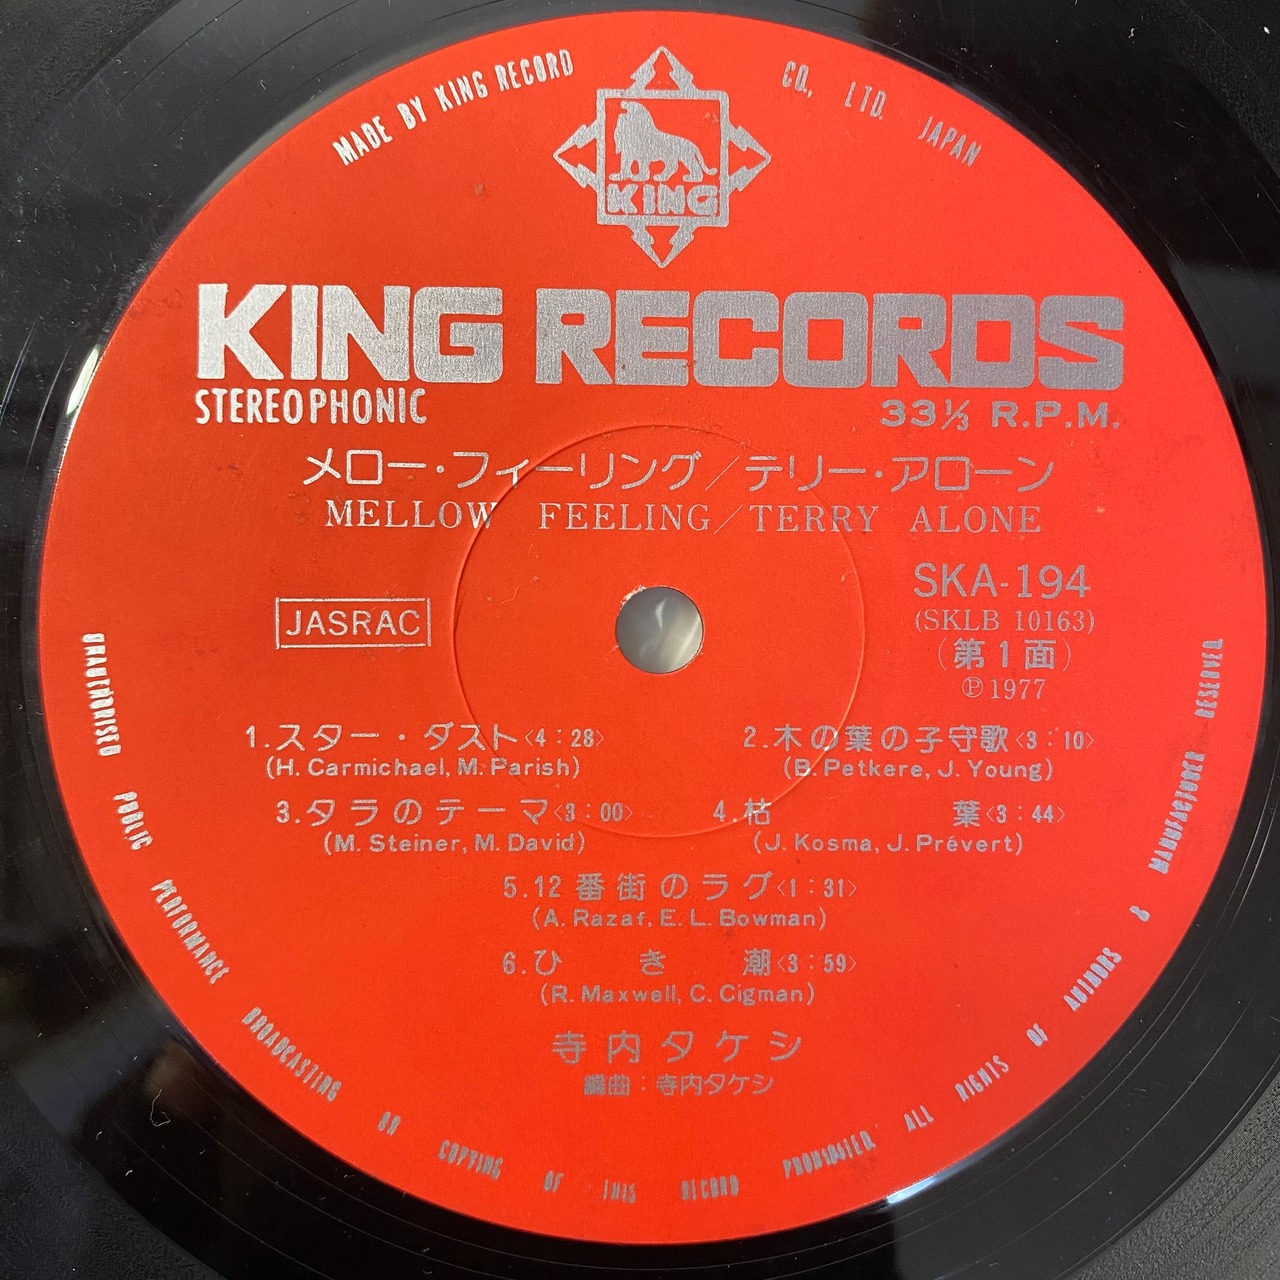 MADE BY KING RECORD CO., LTD. JAPAN
KING
KING RECORDS
STEREOPHONIC
33⅓ R.P.M.
メロー・フィーリング／テリー・アローン
MELLOW FEELING／TERRY ALONE
JASRAC
SKA-194
(SKLB 10163)
(第1面)
Ⓟ1977
1.スター・ダスト〈4：28〉
(H. Carmichael, M. Parish)
2.木の葉の子守歌〈3：10〉
(B. Petkere, J. Young)
3.タラのテーマ〈3：00〉
(M. Steiner, M. David)
4.枯葉〈3：44〉
(J. Kosma, J. Prévert)
5.12番街のラグ〈1：31〉
(A. Razaf, E. L. Bowman)
6.ひき潮〈3：59〉
(R. Maxwell, C. Cigman)
寺内タケシ
編曲：寺内タケシ
UNAUTHORISED PUBLIC PERFORMANCE BROADCASTING OR COPYING OF THIS RECORD PROHIBITED. ALL RIGHTS OF AUTHORS & MANUFACTURER RESERVED